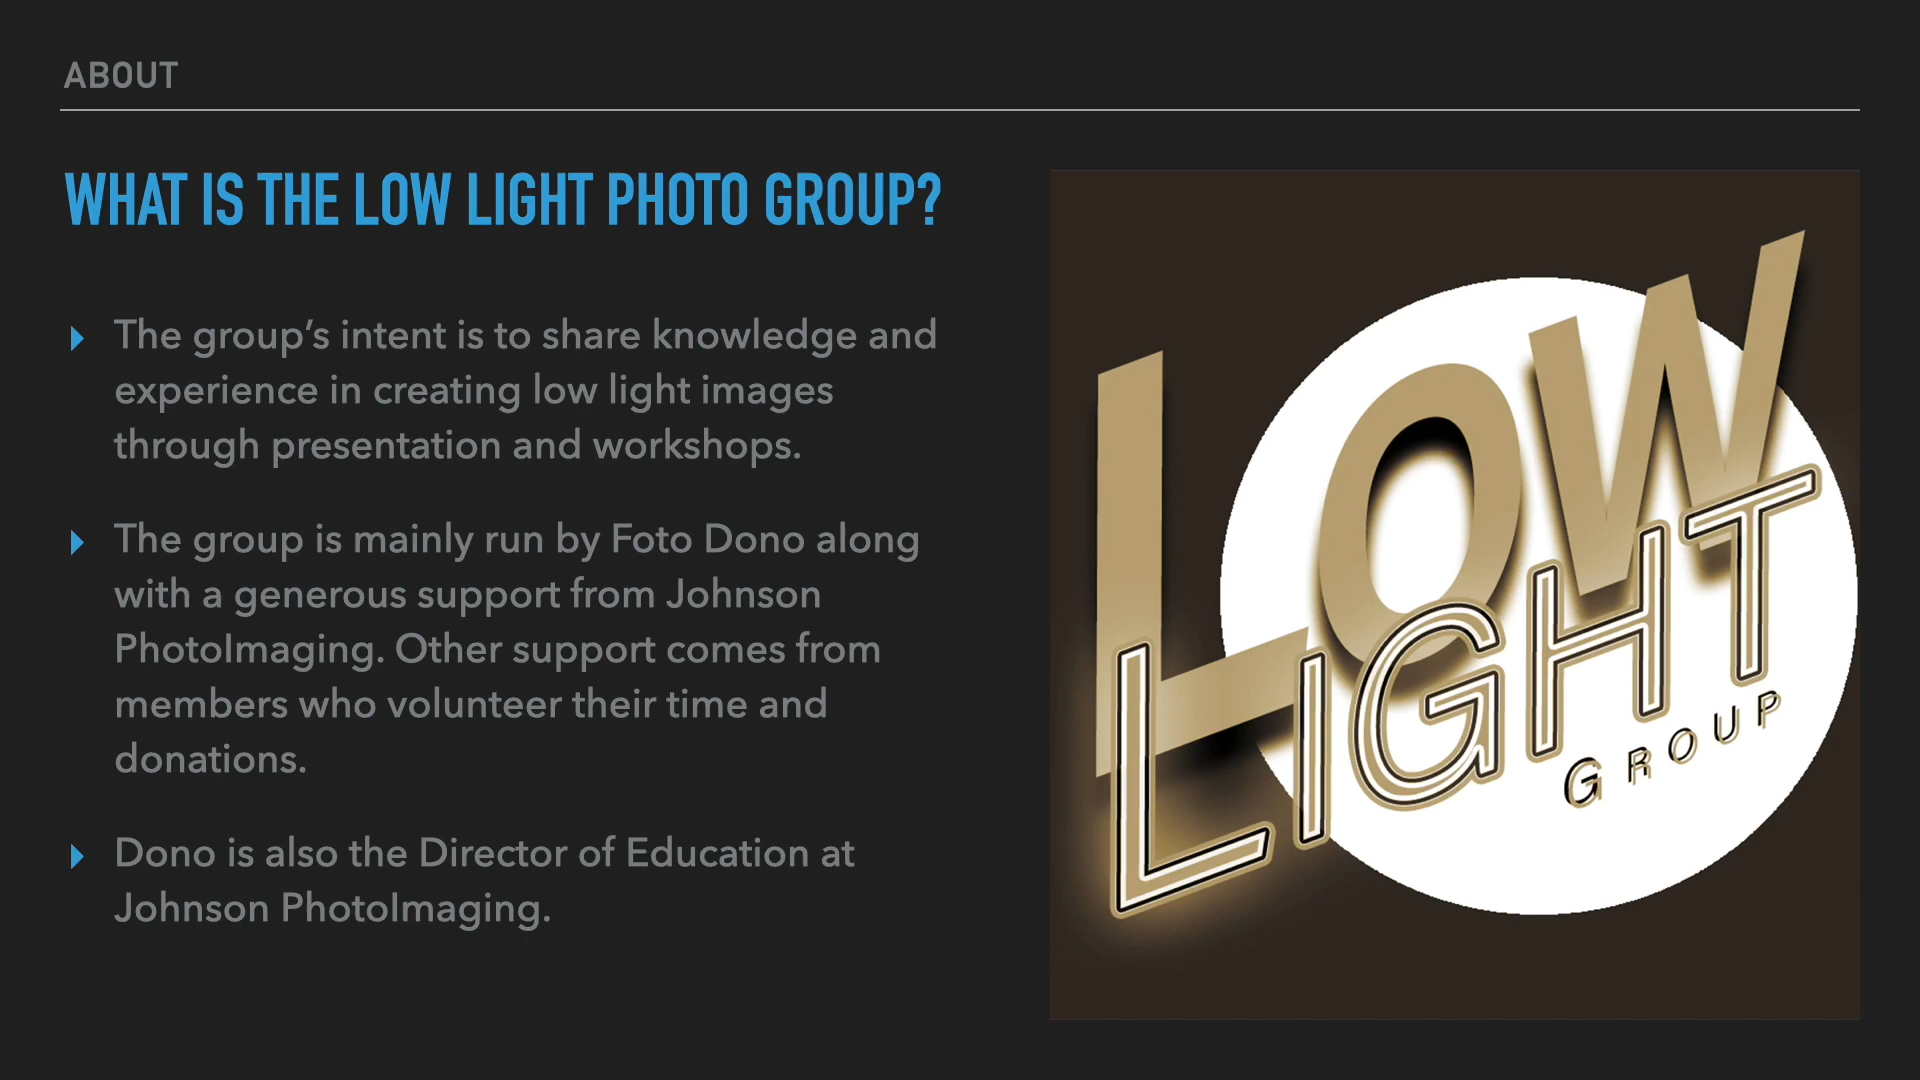 ABOUT
WHAT IS THE LOW LIGHT PHOTO GROUP?
The group's intent is to share knowledge and
experience in creating low light images
through presentation and workshops.
The group is mainly run by Foto Dono along
with a generous support from Johnson
PhotoImaging. Other support comes from
members who volunteer their time and
donations.
Dono is also the Director of Education at
Johnson PhotoImaging.
LOW
LIGHT
GROUP